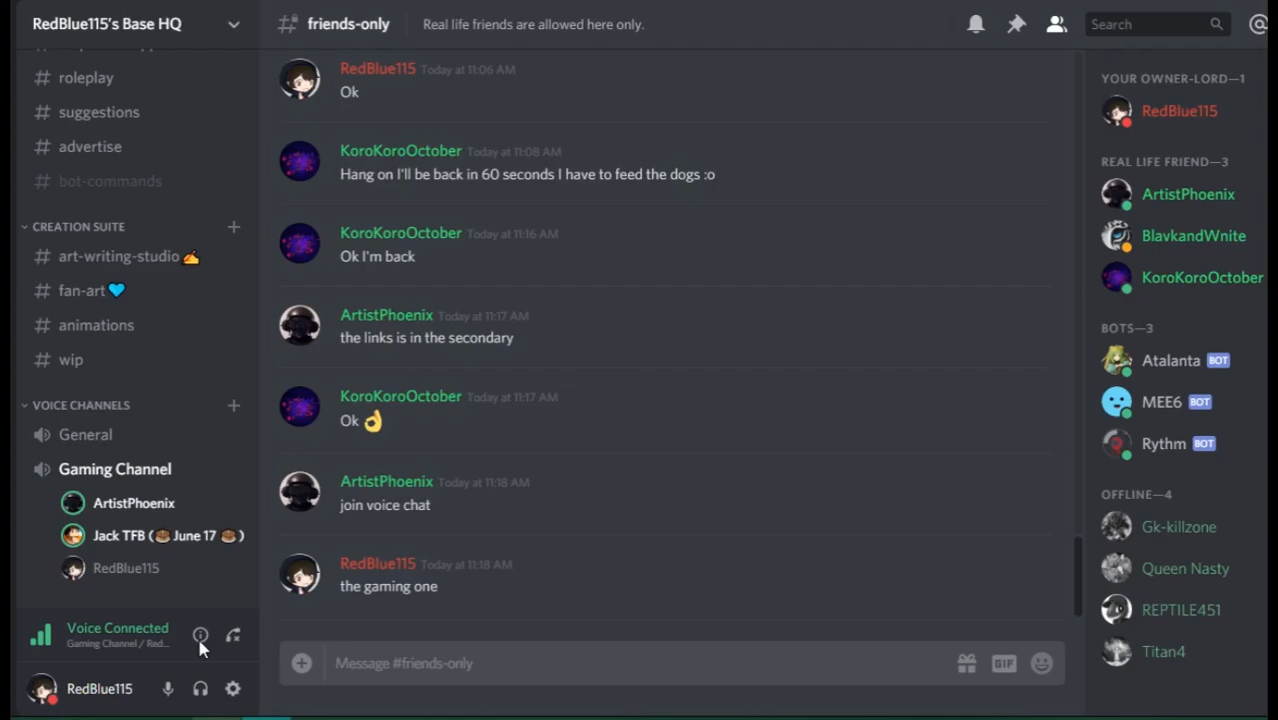 RedBlue115's Base HQ
roleplay
suggestions
advertise
bot-commands
CREATION SUITE
art-writing-studio✍
fan-art💙
animations
wip
VOICE CHANNELS
General
Gaming Channel
ArtistPhoenix
Jack TFB (🎂June 17 🎂)
RedBlue115
Voice Connected
Gaming Channel / Red...
RedBlue115
friends-only
Real life friends are allowed here only.
Search
RedBlue115 Today at 11:06 AM
Ok
KoroKoroOctober Today at 11:08 AM
Hang on I'll be back in 60 seconds I have to feed the dogs :o
KoroKoroOctober Today at 11:16 AM
Ok I'm back
ArtistPhoenix Today at 11:17 AM
the links is in the secondary
KoroKoroOctober Today at 11:17 AM
Ok 👌
ArtistPhoenix Today at 11:18 AM
join voice chat
RedBlue115 Today at 11:18 AM
the gaming one
Message #friends-only
GIF
YOUR OWNER-LORD—1
RedBlue115
REAL LIFE FRIEND—3
ArtistPhoenix
BlavkandWnite
KoroKoroOctober
BOTS—3
Atalanta BOT
MEE6 BOT
Rythm BOT
OFFLINE—4
Gk-killzone
Queen Nasty
REPTILE451
Titan4